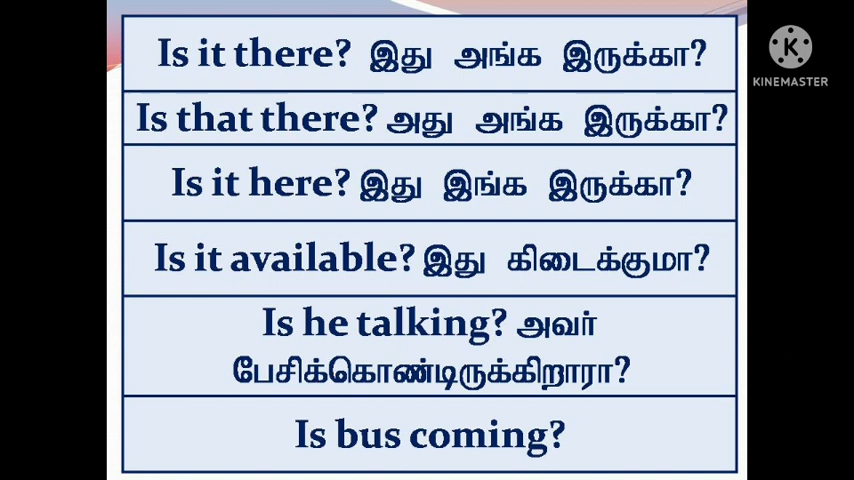 Is it there? இது அங்க இருக்கா?
Is that there? அது அங்க இருக்கா?
Is it here? இது இங்க இருக்கா?
Is it available? இது கிடைக்குமா?
Is he talking? அவர்
பேசிக்கொண்டிருக்கிறாரா?
Is bus coming?
K
KINEMASTER